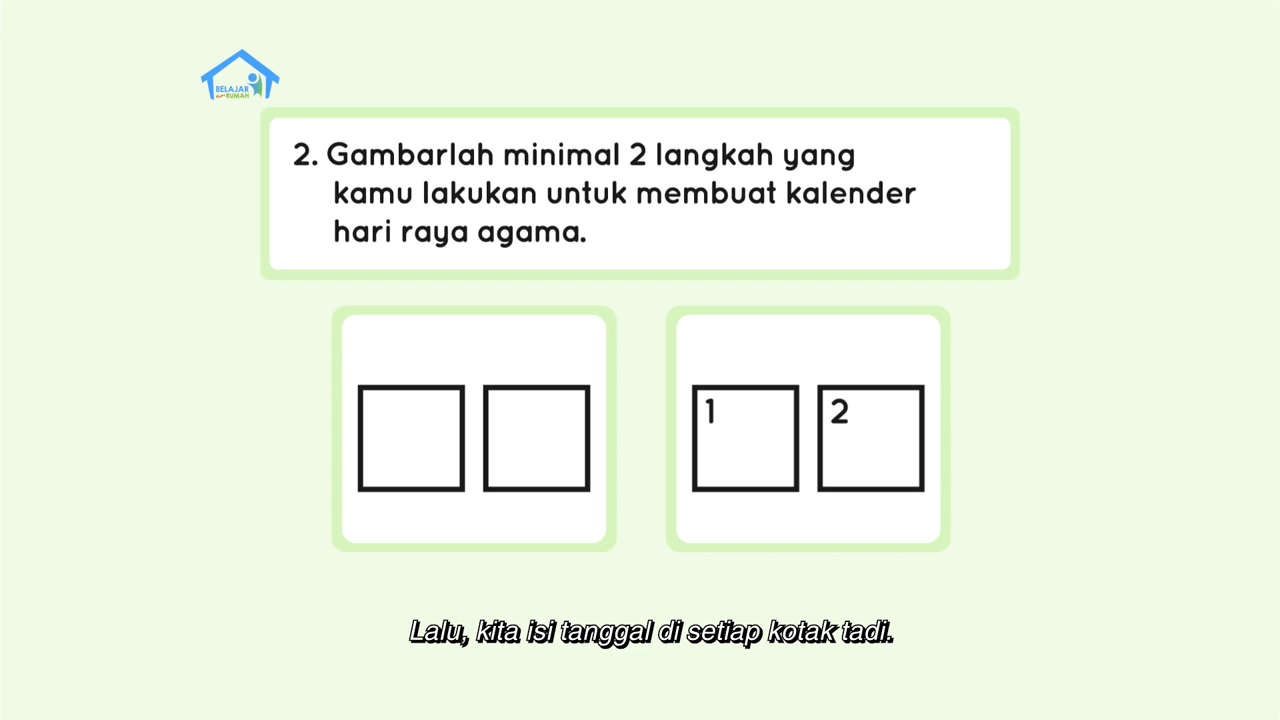 BELAJAR
dari RUMAH
2. Gambarlah minimal 2 langkah yang
kamu lakukan untuk membuat kalender
hari raya agama.
1 2
Lalu, kita isi tanggal di setiap kotak tadi.